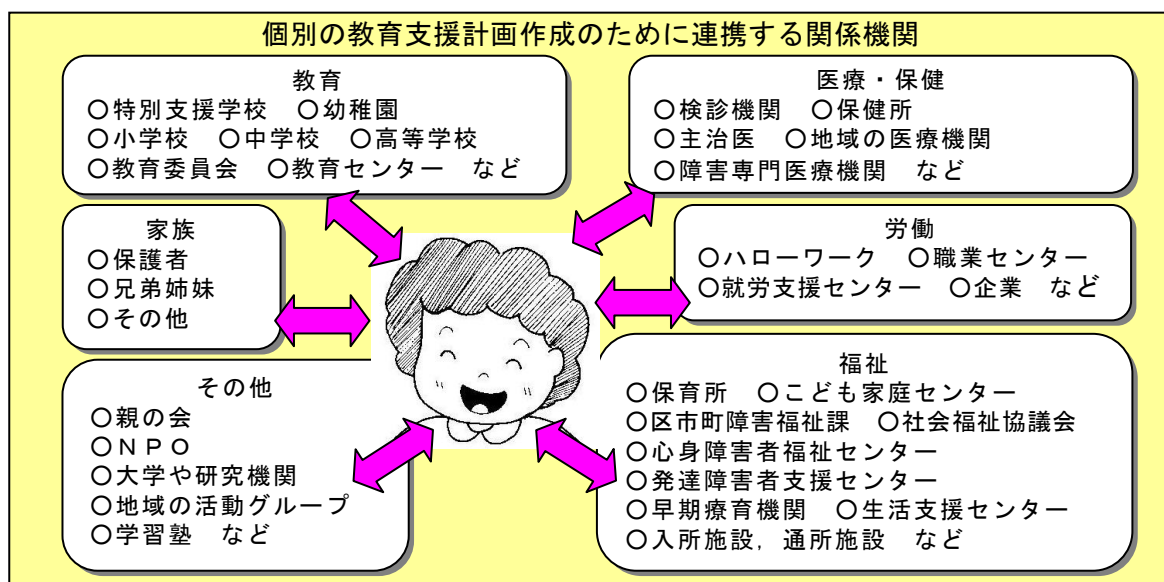 個別の教育支援計画作成のために連携する関係機関
教育
○特別支援学校　○幼稚園
○小学校　○中学校　○高等学校
○教育委員会　○教育センター　など
医療・保健
○検診機関　○保健所
○主治医　○地域の医療機関
○障害専門医療機関　など
家族
○保護者
○兄弟姉妹
○その他
労働
○ハローワーク　○職業センター
○就労支援センター　○企業　など
その他
○親の会
○ＮＰＯ
○大学や研究機関
○地域の活動グループ
○学習塾　など
福祉
○保育所　○こども家庭センター
○区市町障害福祉課　○社会福祉協議会
○心身障害者福祉センター
○発達障害者支援センター
○早期療育機関　○生活支援センター
○入所施設，通所施設　など